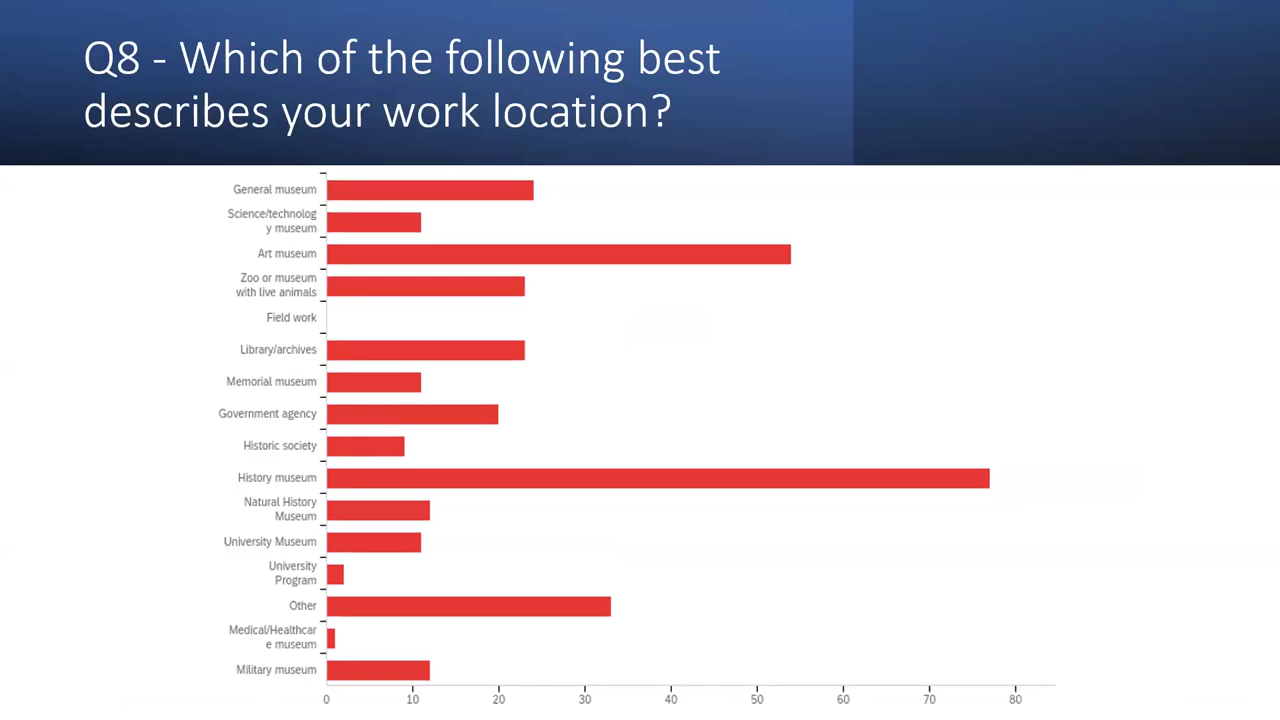 Q8 - Which of the following best
describes your work location?
General museum
Science/technolog
y museum
Art museum
Zoo or museum
with live animals
Field work
Library/archives
Memorial museum
Government agency
Historic society
History museum
Natural History
Museum
University Museum
University
Program
Other
Medical/Healthcar
e museum
Military museum
0 10 20 30 40 50 60 70 80